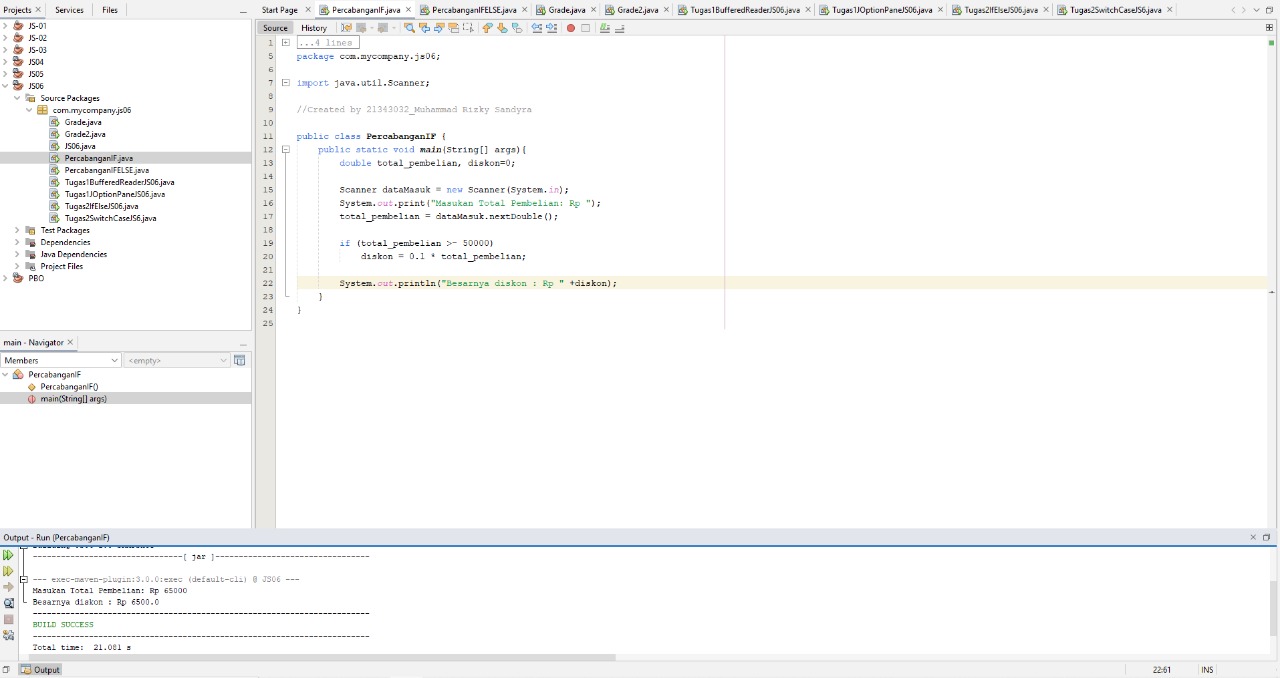 Projects Services Files
Start Page PercabanganIF.java PercabanganIFELSE.java Grade.java Grade2.java Tugas1BufferedReaderJS06.java Tugas1JOptionPaneJS06.java Tugas2IfElseJS06.java Tugas2SwitchCaseJS6.java
Source History
JS-01
JS-02
JS-03
JS04
JS05
JS06
Source Packages
com.mycompany.js06
Grade.java
Grade2.java
JS06.java
PercabanganIF.java
PercabanganIFELSE.java
Tugas1BufferedReaderJS06.java
Tugas1JOptionPaneJS06.java
Tugas2IfElseJS06.java
Tugas2SwitchCaseJS6.java
Test Packages
Dependencies
Java Dependencies
Project Files
PBO
main - Navigator
Members <empty>
PercabanganIF
PercabanganIF()
main(String[] args)
1 ...4 lines
5 package com.mycompany.js06;
6
7 import java.util.Scanner;
8
9 //Created by 21343032_Muhammad Rizky Sandyra
10
11 public class PercabanganIF {
12 public static void main(String[] args){
13 double total_pembelian, diskon=0;
14
15 Scanner dataMasuk = new Scanner(System.in);
16 System.out.print("Masukan Total Pembelian: Rp ");
17 total_pembelian = dataMasuk.nextDouble();
18
19 if (total_pembelian >= 50000)
20 diskon = 0.1 * total_pembelian;
21
22 System.out.println("Besarnya diskon : Rp " +diskon);
23 }
24 }
25
Output - Run (PercabanganIF)
--------------------------------[ jar ]---------------------------------
--- exec-maven-plugin:3.0.0:exec (default-cli) @ JS06 ---
Masukan Total Pembelian: Rp 65000
Besarnya diskon : Rp 6500.0
------------------------------------------------------------------------
BUILD SUCCESS
------------------------------------------------------------------------
Total time: 21.081 s
Output
22:61 INS